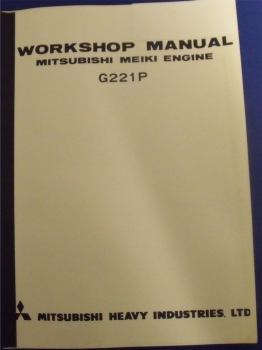 WORKSHOP MANUAL
MITSUBISHI MEIKI ENGINE
G221P
MITSUBISHI HEAVY INDUSTRIES, LTD